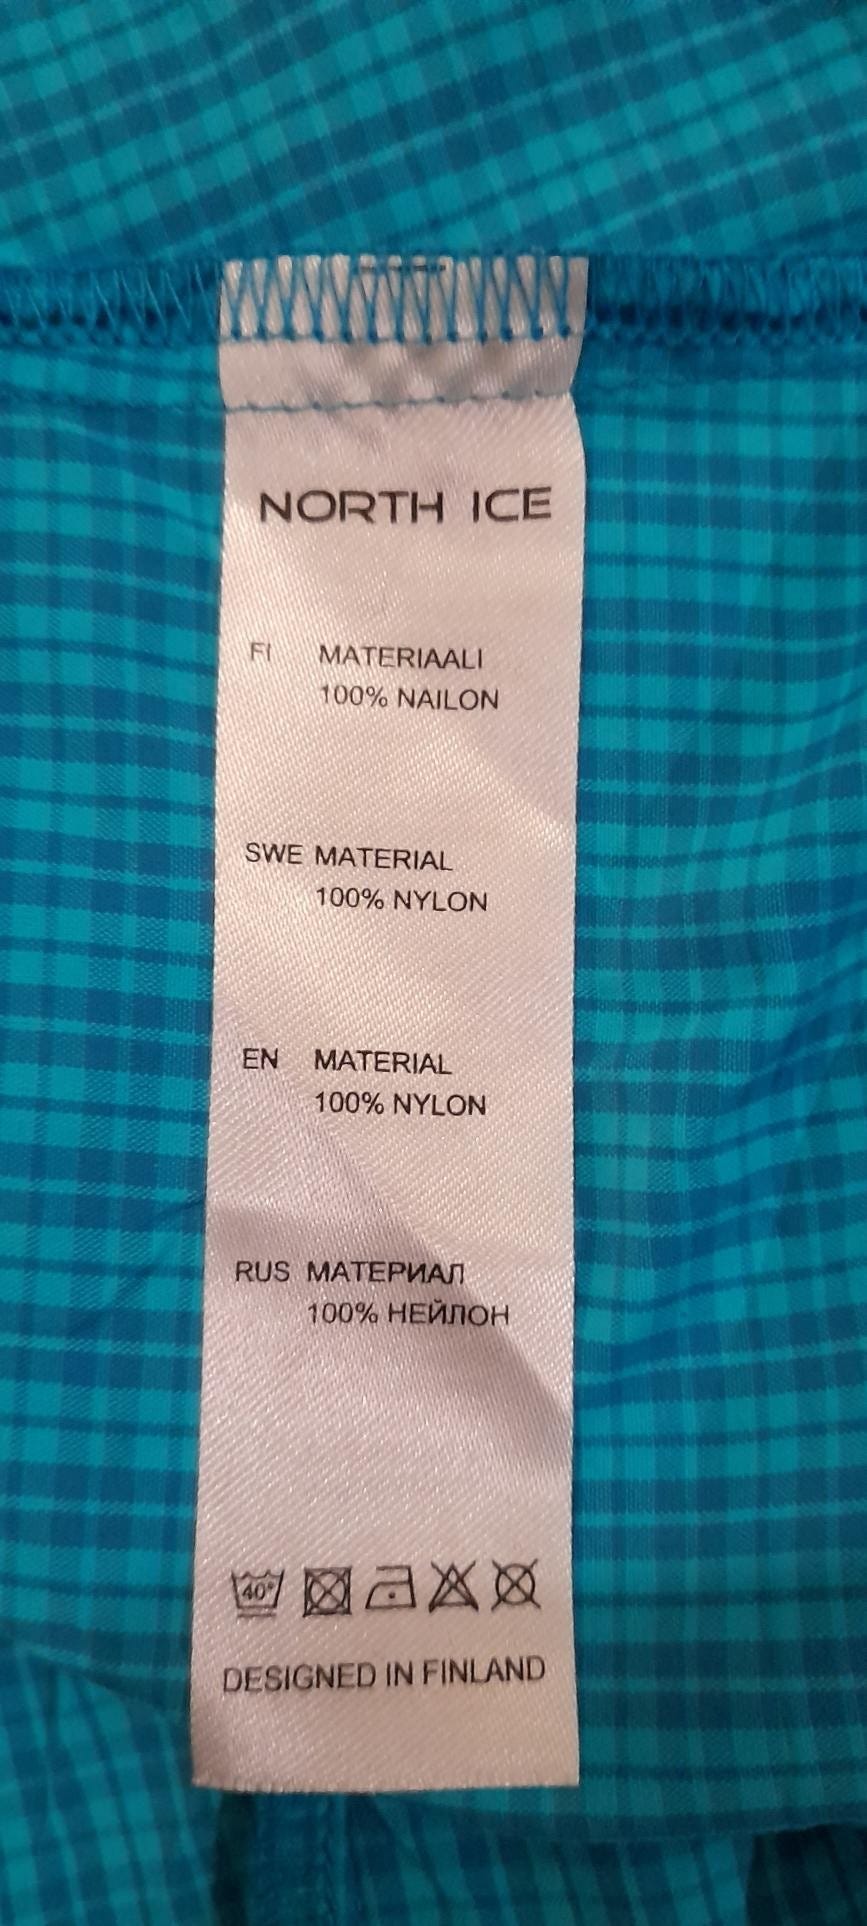 NORTH ICE
FI MATERIAALI
100% NAILON
SWE MATERIAL
100% NYLON
EN MATERIAL
100% NYLON
RUS МАТЕРИАЛ
100% НЕЙЛОН
40°
DESIGNED IN FINLAND